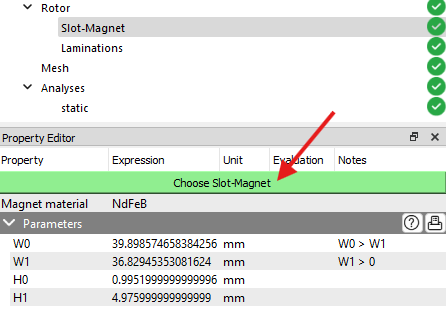 Rotor
Slot-Magnet
Laminations
Mesh
Analyses
static
Property Editor
Property Expression Unit Evaluation Notes
Choose Slot-Magnet
Magnet material NdFeB
Parameters ?
W0 39.898574658384256 mm W0 > W1
W1 36.82945353081624 mm W1 > 0
H0 0.9951999999999996 mm
H1 4.975999999999999 mm